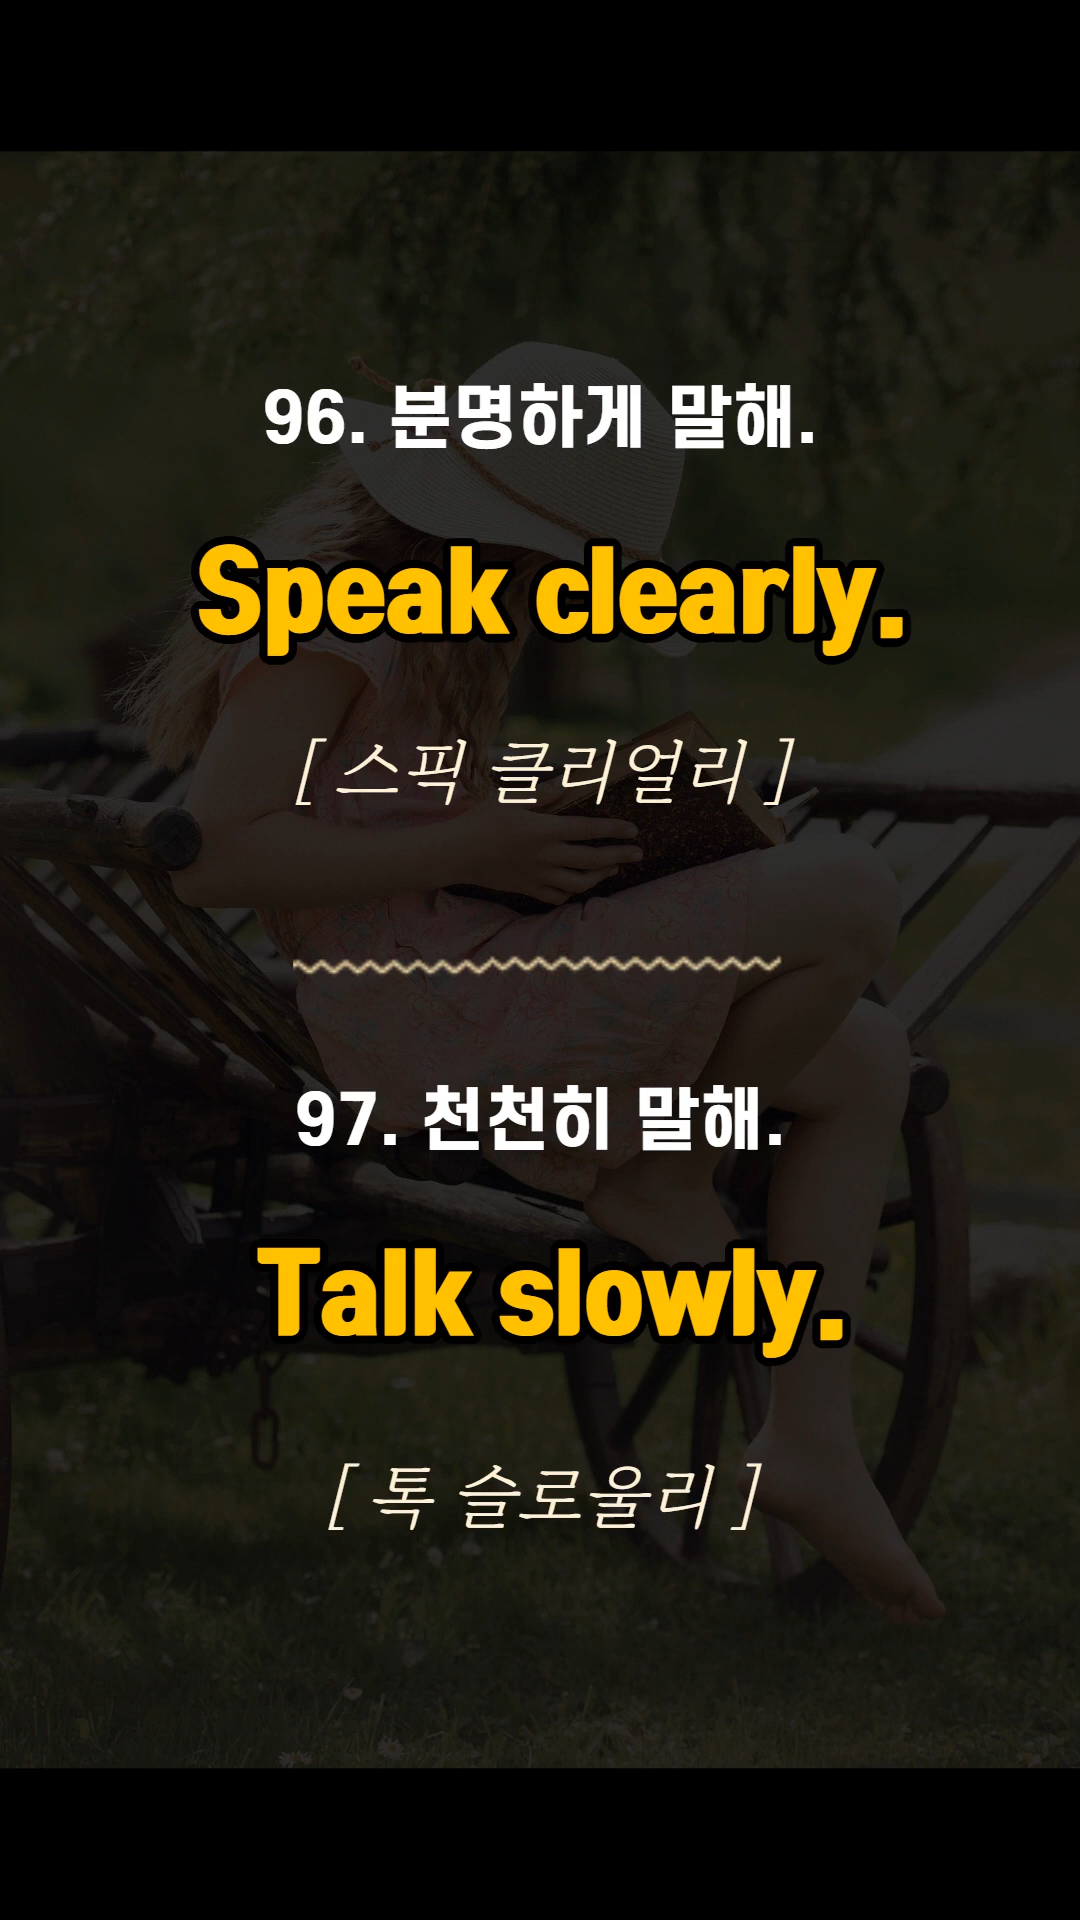 96. 분명하게 말해.
Speak clearly.
[ 스픽 클리얼리 ]
97. 천천히 말해.
Talk slowly.
[ 톡 슬로울리 ]